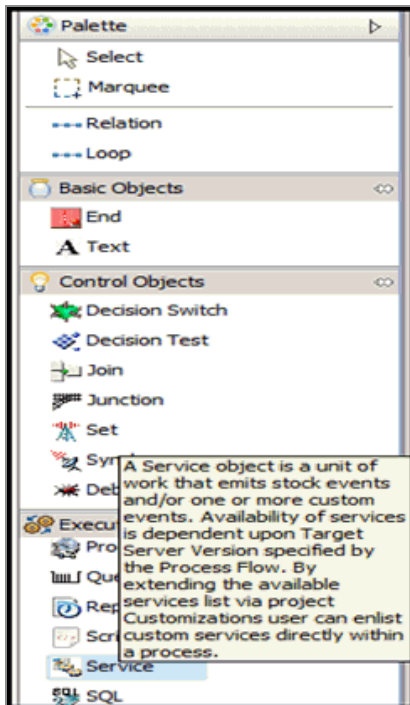 Palette
Select
Marquee
Relation
Loop
Basic Objects
End
Text
Control Objects
Decision Switch
Decision Test
Join
Junction
Set
A Service object is a unit of
work that emits stock events
and/or one or more custom
events. Availability of services
is dependent upon Target
Server Version specified by
the Process Flow. By
extending the available
services list via project
Customizations user can enlist
custom services directly within
a process.
Service
SQL